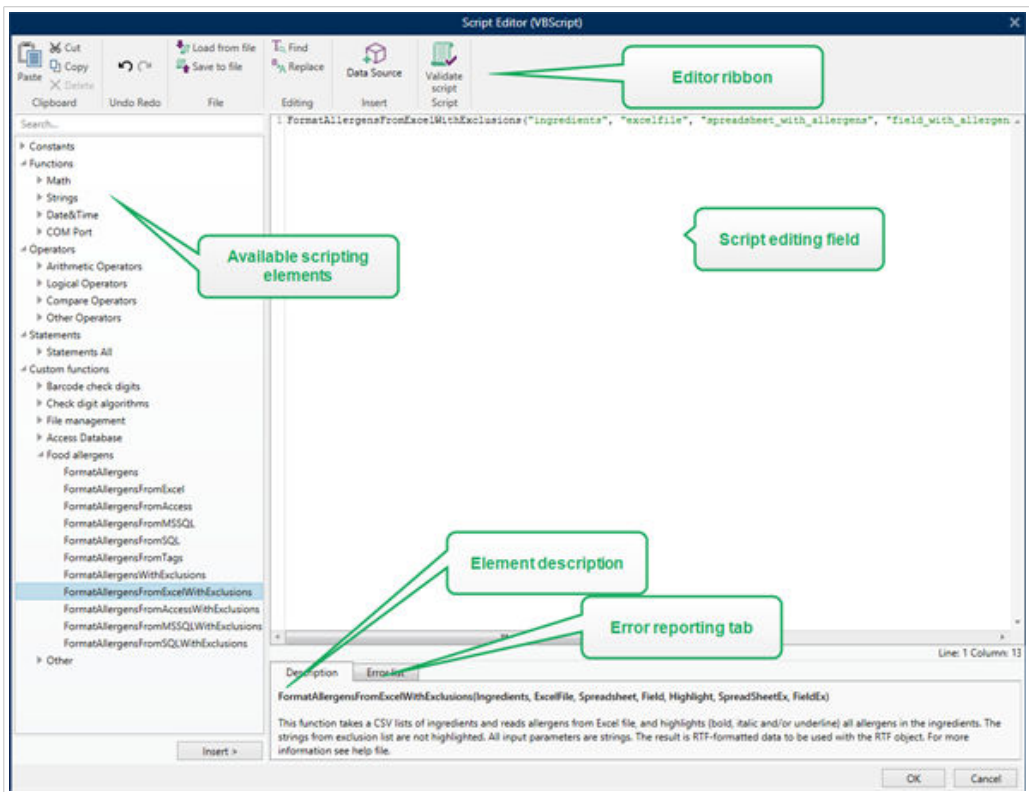 Script Editor (VBScript)
Paste
Cut
Copy
Delete
Clipboard
Undo Redo
Load from file
Save to file
File
Find
Replace
Editing
Data Source
Insert
Validate
script
Script
Editor ribbon
Search...
Constants
Functions
Math
Strings
Date&Time
COM Port
Operators
Arithmetic Operators
Logical Operators
Compare Operators
Other Operators
Statements
Statements All
Custom functions
Barcode check digits
Check digit algorithms
File management
Access Database
Food allergens
FormatAllergens
FormatAllergensFromExcel
FormatAllergensFromAccess
FormatAllergensFromMSSQL
FormatAllergensFromSQL
FormatAllergensFromTags
FormatAllergensWithExclusions
FormatAllergensFromExcelWithExclusions
FormatAllergensFromAccessWithExclusions
FormatAllergensFromMSSQLWithExclusions
FormatAllergensFromSQLWithExclusions
Other
Insert >
Available scripting
elements
1 FormatAllergensFromExcelWithExclusions("ingredients", "excelfile", "spreadsheet_with_allergens", "field_with_allergen
Script editing field
Element description
Error reporting tab
Line: 1 Column: 13
Description
Error list
FormatAllergensFromExcelWithExclusions(Ingredients, ExcelFile, Spreadsheet, Field, Highlight, SpreadSheetEx, FieldEx)
This function takes a CSV lists of ingredients and reads allergens from Excel file, and highlights (bold, italic and/or underline) all allergens in the ingredients. The
strings from exclusion list are not highlighted. All input parameters are strings. The result is RTF-formatted data to be used with the RTF object. For more
information see help file.
OK
Cancel